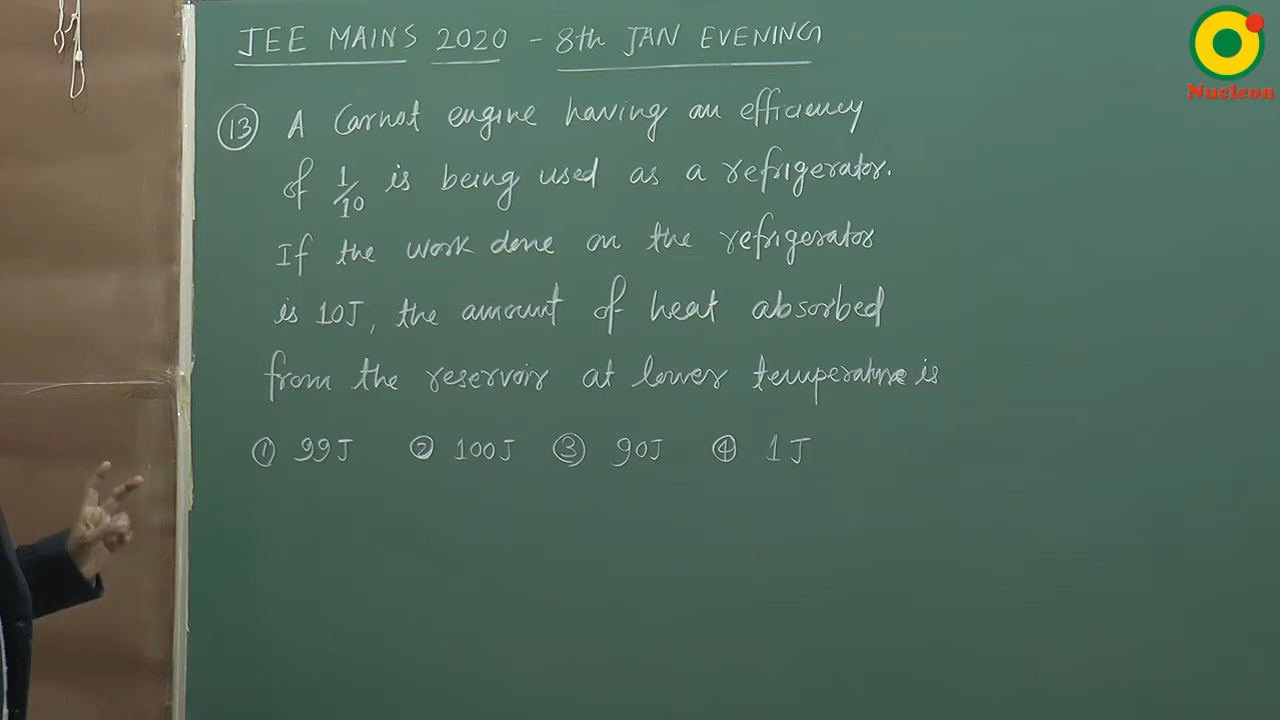 JEE MAINS 2020 - 8th JAN EVENING
Nucleon
13 A Carnot engine having an efficiency
of 1/10 is being used as a refrigerator.
If the work done on the refrigerator
is 10J, the amount of heat absorbed
from the reservoir at lower temperature is
1 99J 2 100J 3 90J 4 1J